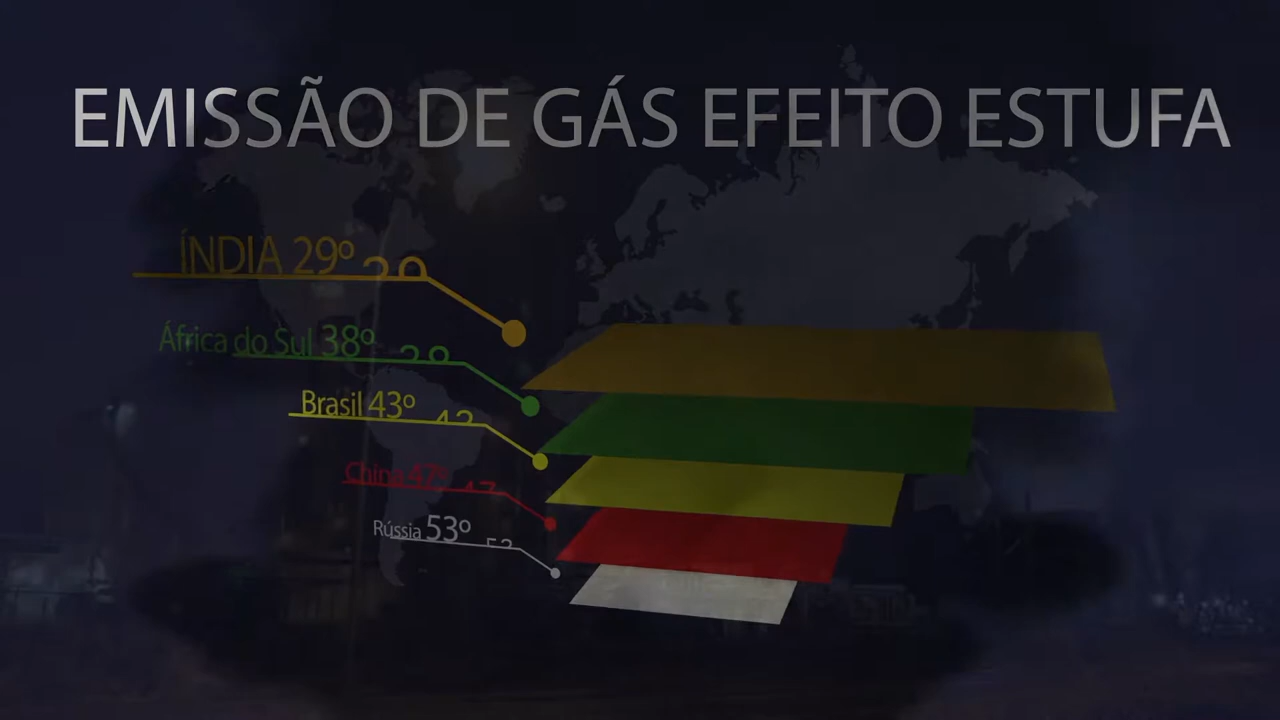 EMISSÃO DE GÁS EFEITO ESTUFA
ÍNDIA 29º
África do Sul 38º
Brasil 43º
China 47º
Rússia 53º